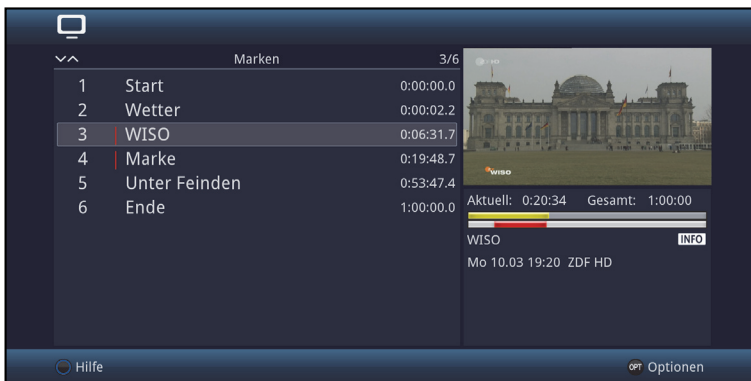 Marken 3/6
1 Start 0:00:00.0
2 Wetter 0:00:02.2
3 WISO 0:06:31.7
4 Marke 0:19:48.7
5 Unter Feinden 0:53:47.4
6 Ende 1:00:00.0
WISO
Aktuell: 0:20:34 Gesamt: 1:00:00
WISO INFO
Mo 10.03 19:20 ZDF HD
Hilfe
OPT Optionen